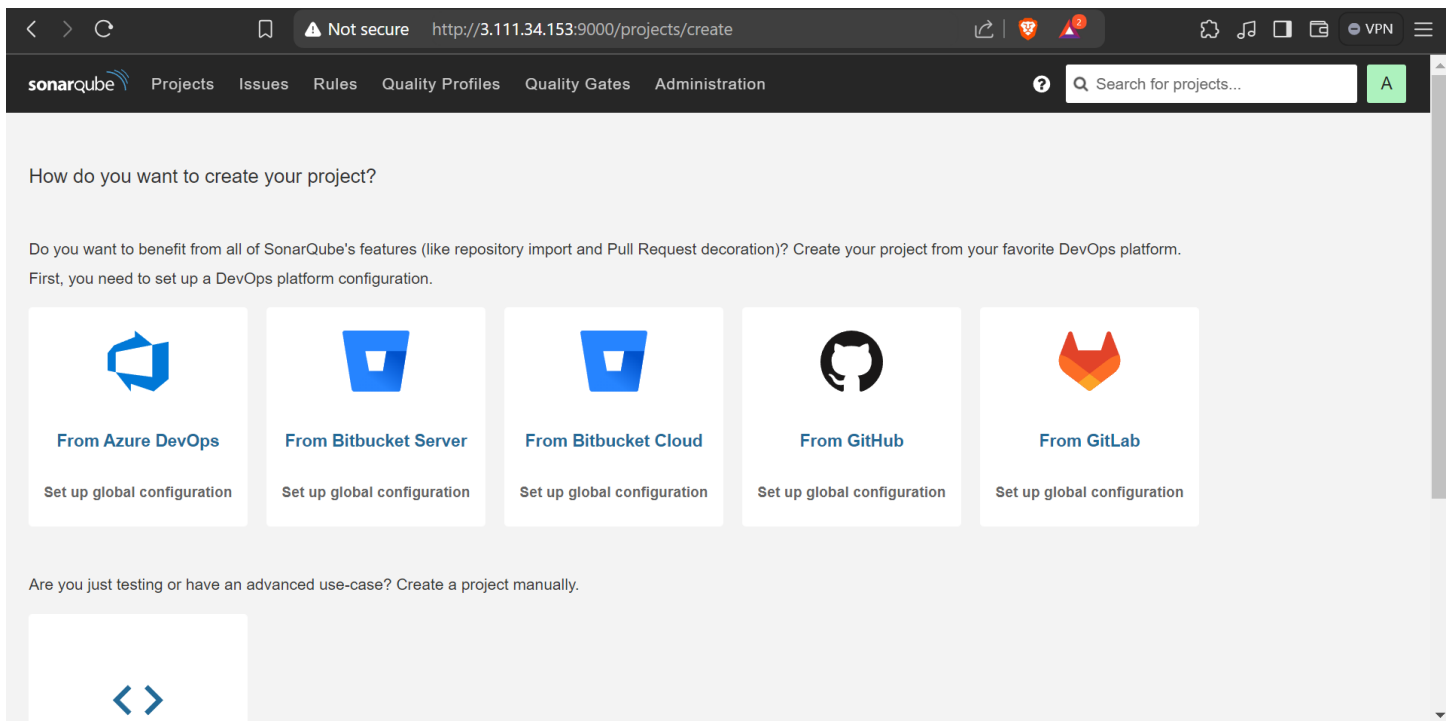 Not secure http://3.111.34.153:9000/projects/create 2 VPN
sonarqube Projects Issues Rules Quality Profiles Quality Gates Administration ? Search for projects... A
How do you want to create your project?
Do you want to benefit from all of SonarQube's features (like repository import and Pull Request decoration)? Create your project from your favorite DevOps platform.
First, you need to set up a DevOps platform configuration.
From Azure DevOps From Bitbucket Server From Bitbucket Cloud From GitHub From GitLab
Set up global configuration Set up global configuration Set up global configuration Set up global configuration Set up global configuration
Are you just testing or have an advanced use-case? Create a project manually.